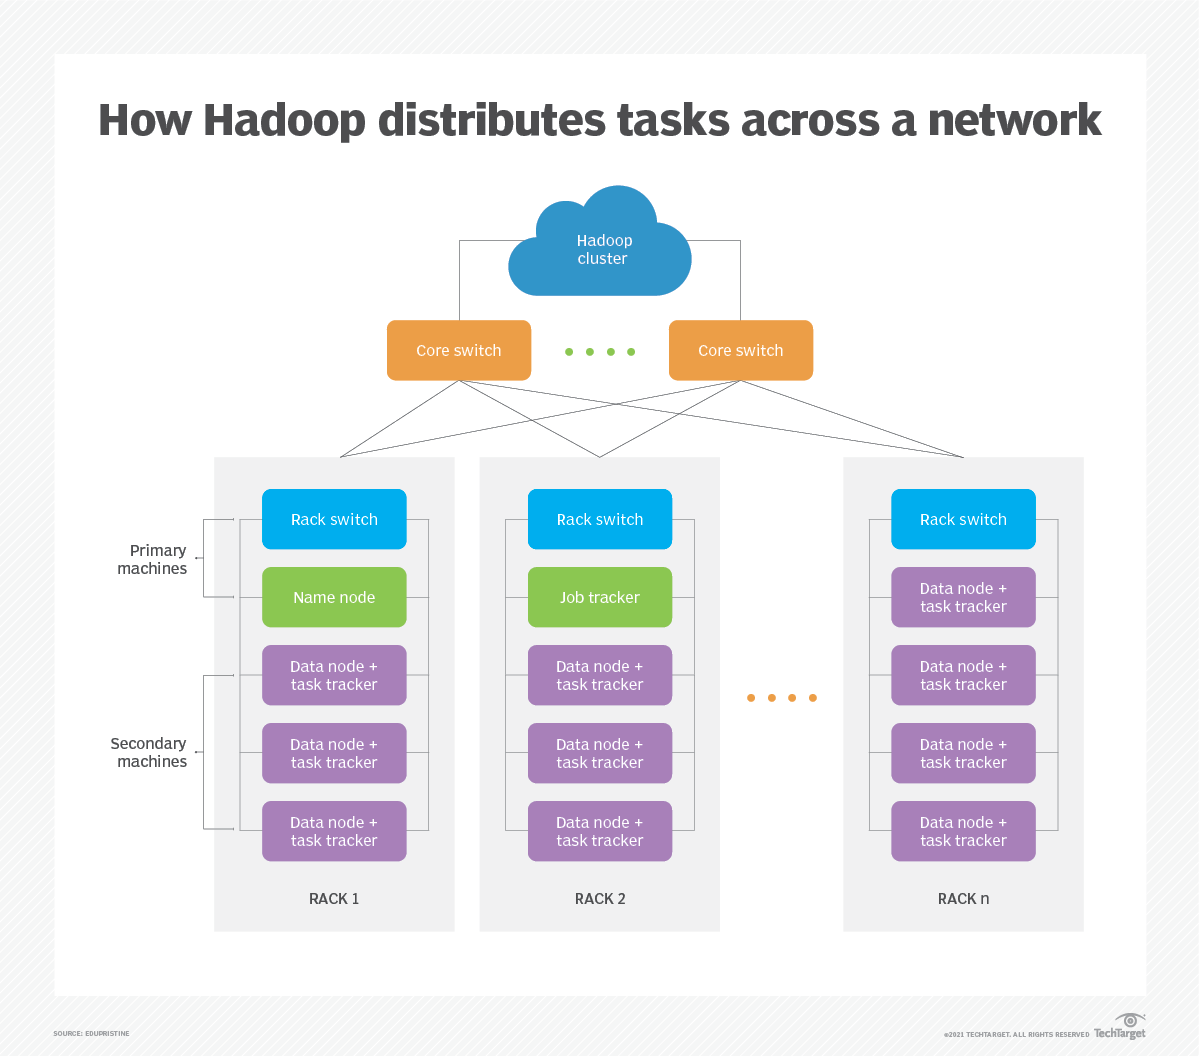 How Hadoop distributes tasks across a network
Hadoop
cluster
Core switch
Core switch
Primary
machines
Secondary
machines
Rack switch
Name node
Data node +
task tracker
Data node +
task tracker
Data node +
task tracker
RACK 1
Rack switch
Job tracker
Data node +
task tracker
Data node +
task tracker
Data node +
task tracker
RACK 2
Rack switch
Data node +
task tracker
Data node +
task tracker
Data node +
task tracker
Data node +
task tracker
RACK n
SOURCE: EDUPRISTINE
©2021 TECHTARGET. ALL RIGHTS RESERVED
TechTarget